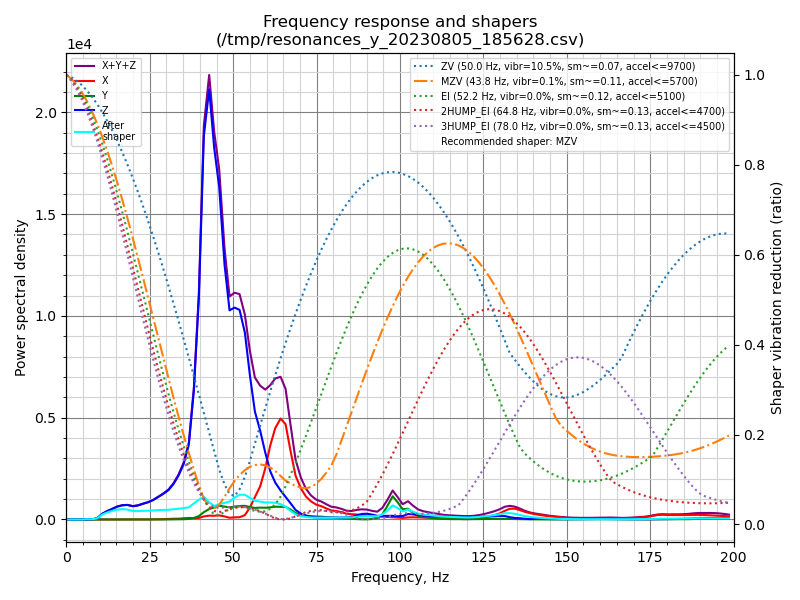 Frequency response and shapers
(/tmp/resonances_y_20230805_185628.csv)
1e4
X+Y+Z
X
Y
Z
After
shaper
ZV (50.0 Hz, vibr=10.5%, sm~=0.07, accel<=9700)
MZV (43.8 Hz, vibr=0.1%, sm~=0.11, accel<=5700)
EI (52.2 Hz, vibr=0.0%, sm~=0.12, accel<=5100)
2HUMP_EI (64.8 Hz, vibr=0.0%, sm~=0.13, accel<=4700)
3HUMP_EI (78.0 Hz, vibr=0.0%, sm~=0.13, accel<=4500)
Recommended shaper: MZV
Power spectral density
2.0
1.5
1.0
0.5
0.0
Shaper vibration reduction (ratio)
1.0
0.8
0.6
0.4
0.2
0.0
0 25 50 75 100 125 150 175 200
Frequency, Hz